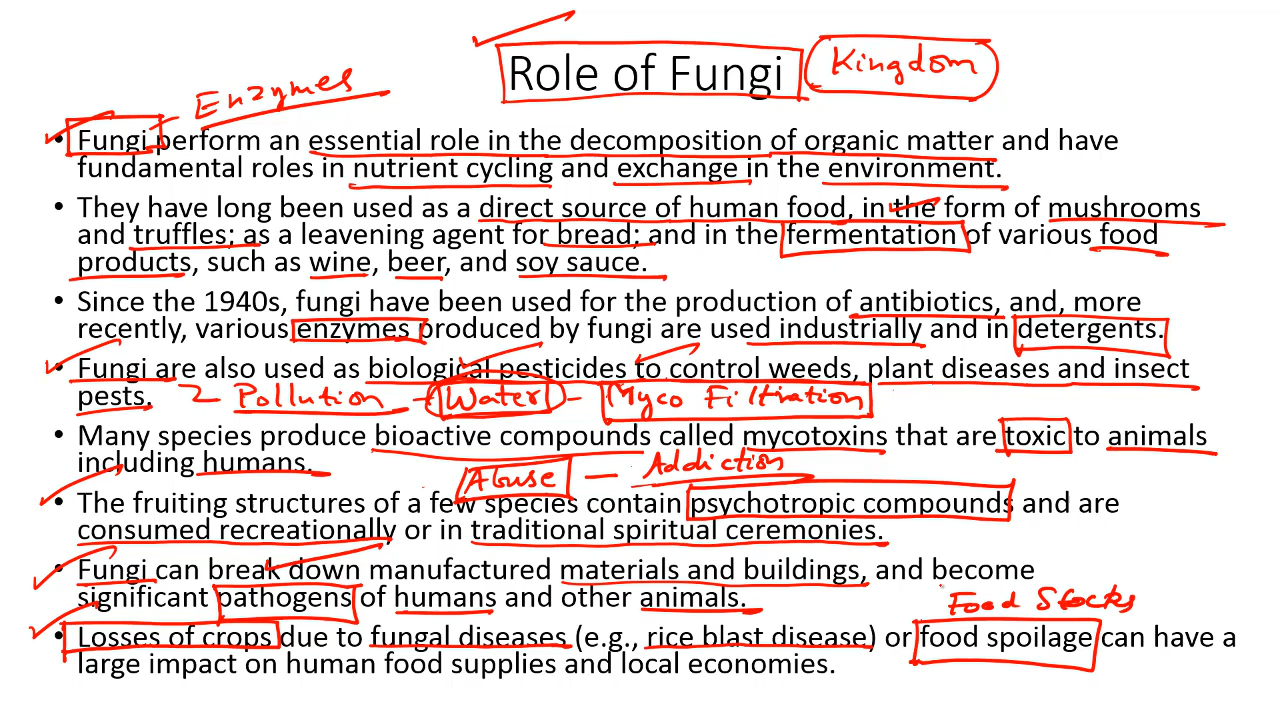 Role of Fungi Kingdom
Enzymes
• Fungi perform an essential role in the decomposition of organic matter and have
fundamental roles in nutrient cycling and exchange in the environment.
• They have long been used as a direct source of human food, in the form of mushrooms
and truffles; as a leavening agent for bread; and in the fermentation of various food
products, such as wine, beer, and soy sauce.
• Since the 1940s, fungi have been used for the production of antibiotics, and, more
recently, various enzymes produced by fungi are used industrially and in detergents.
• Fungi are also used as biological pesticides to control weeds, plant diseases and insect
pests. Pollution - Water - Myco Filtration
• Many species produce bioactive compounds called mycotoxins that are toxic to animals
including humans.
Abuse - Addiction
• The fruiting structures of a few species contain psychotropic compounds and are
consumed recreationally or in traditional spiritual ceremonies.
• Fungi can break down manufactured materials and buildings, and become
significant pathogens of humans and other animals.
Food Stocks
• Losses of crops due to fungal diseases (e.g., rice blast disease) or food spoilage can have a
large impact on human food supplies and local economies.